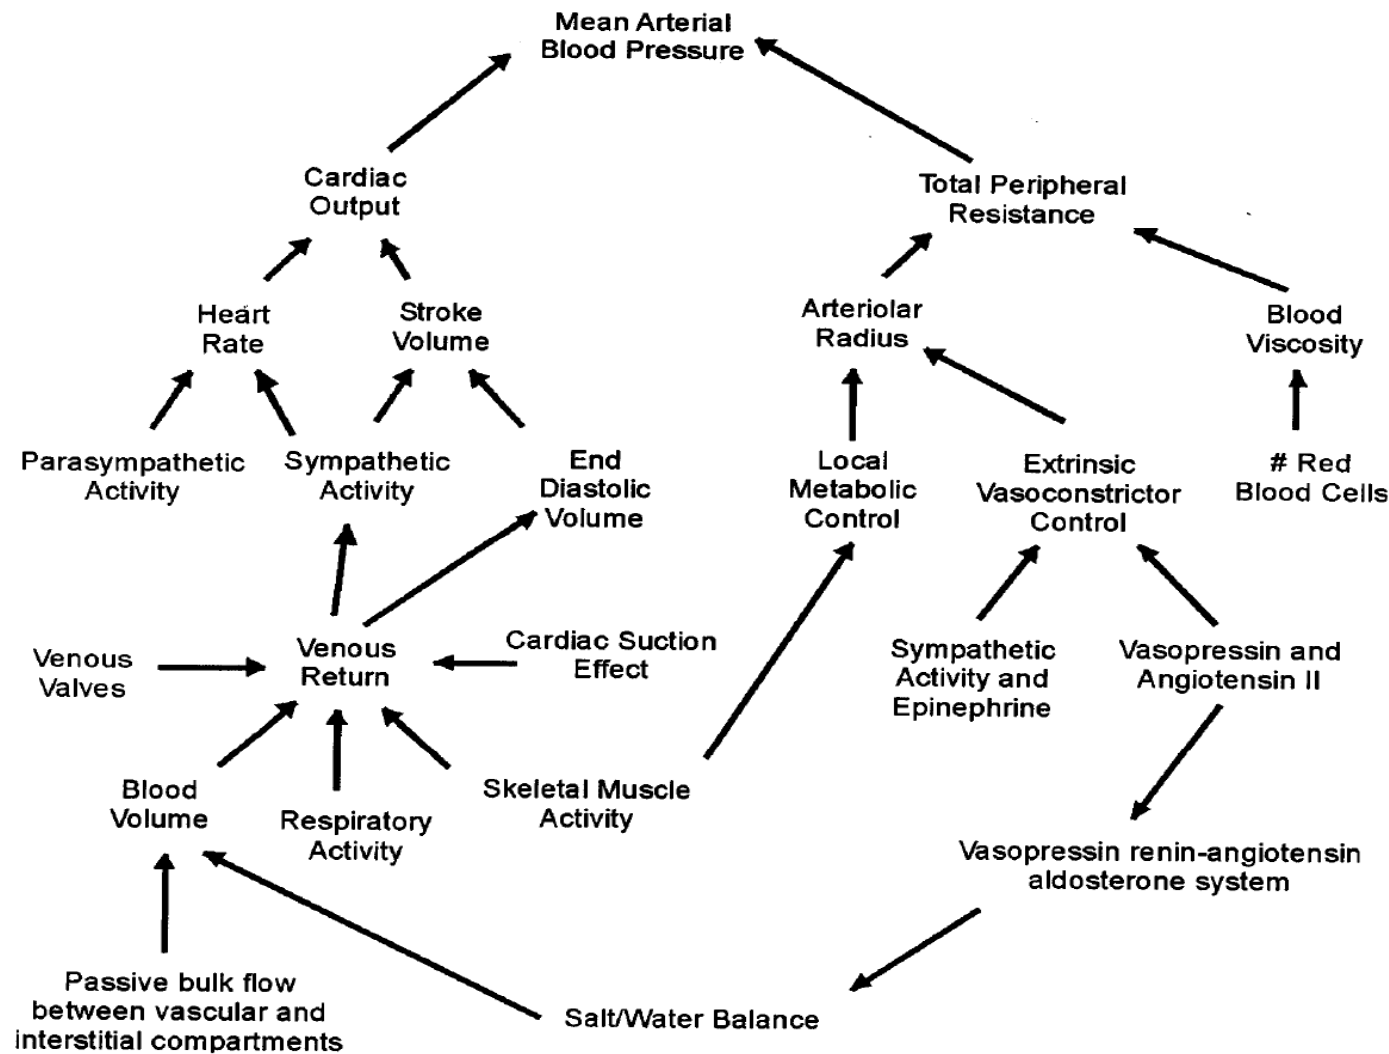 Mean Arterial
Blood Pressure
Cardiac
Output
Total Peripheral
Resistance
Heart
Rate
Stroke
Volume
Arteriolar
Radius
Blood
Viscosity
Parasympathetic
Activity
Sympathetic
Activity
End
Diastolic
Volume
Local
Metabolic
Control
Extrinsic
Vasoconstrictor
Control
# Red
Blood Cells
Venous
Valves
Venous
Return
Cardiac Suction
Effect
Sympathetic
Activity and
Epinephrine
Vasopressin and
Angiotensin II
Blood
Volume
Respiratory
Activity
Skeletal Muscle
Activity
Vasopressin renin-angiotensin
aldosterone system
Passive bulk flow
between vascular and
interstitial compartments
Salt/Water Balance